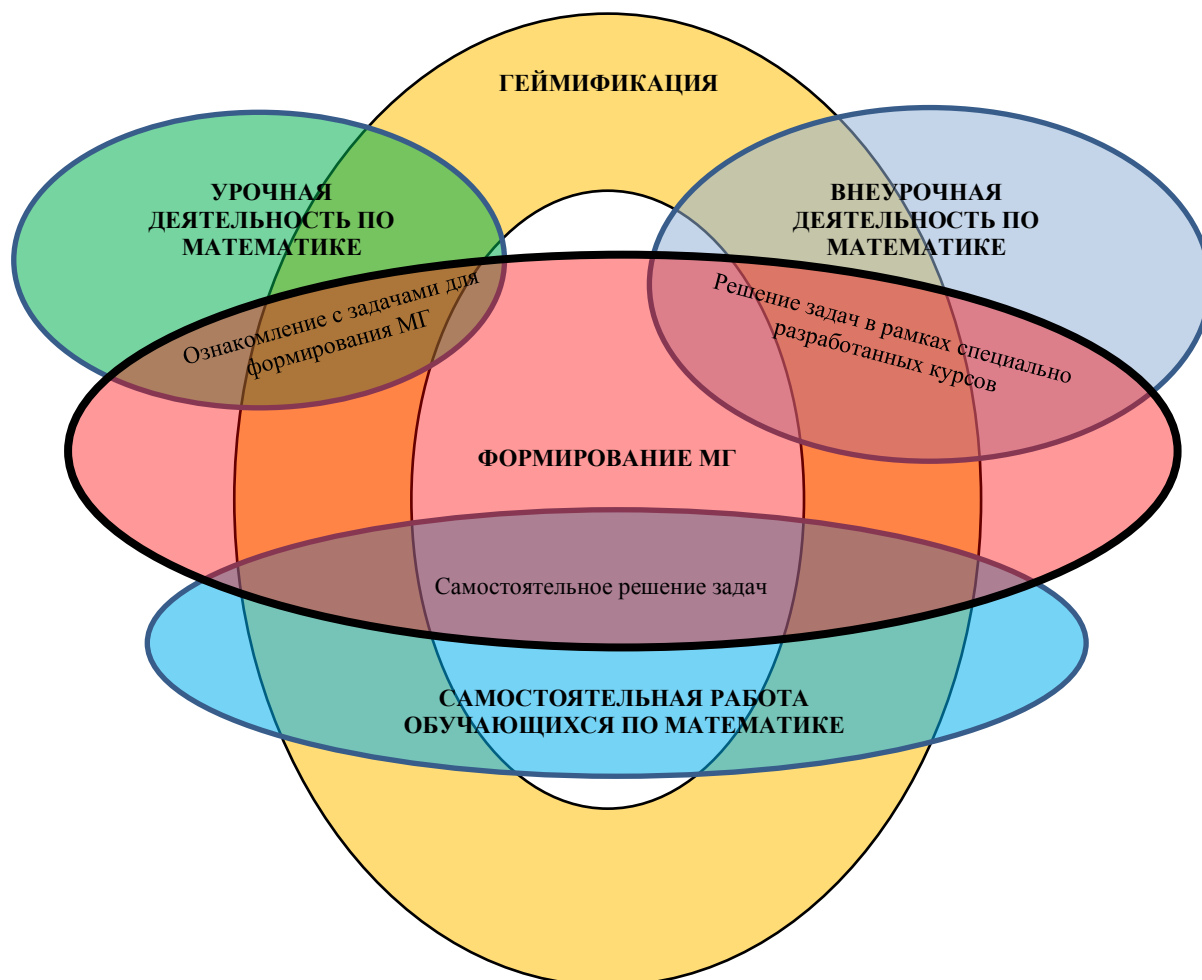 ГЕЙМИФИКАЦИЯ
УРОЧНАЯ
ДЕЯТЕЛЬНОСТЬ ПО
МАТЕМАТИКЕ
ВНЕУРОЧНАЯ
ДЕЯТЕЛЬНОСТЬ ПО
МАТЕМАТИКЕ
Ознакомление с задачами для
формирования МГ
Решение задач в рамках специально
разработанных курсов
ФОРМИРОВАНИЕ МГ
Самостоятельное решение задач
САМОСТОЯТЕЛЬНАЯ РАБОТА
ОБУЧАЮЩИХСЯ ПО МАТЕМАТИКЕ